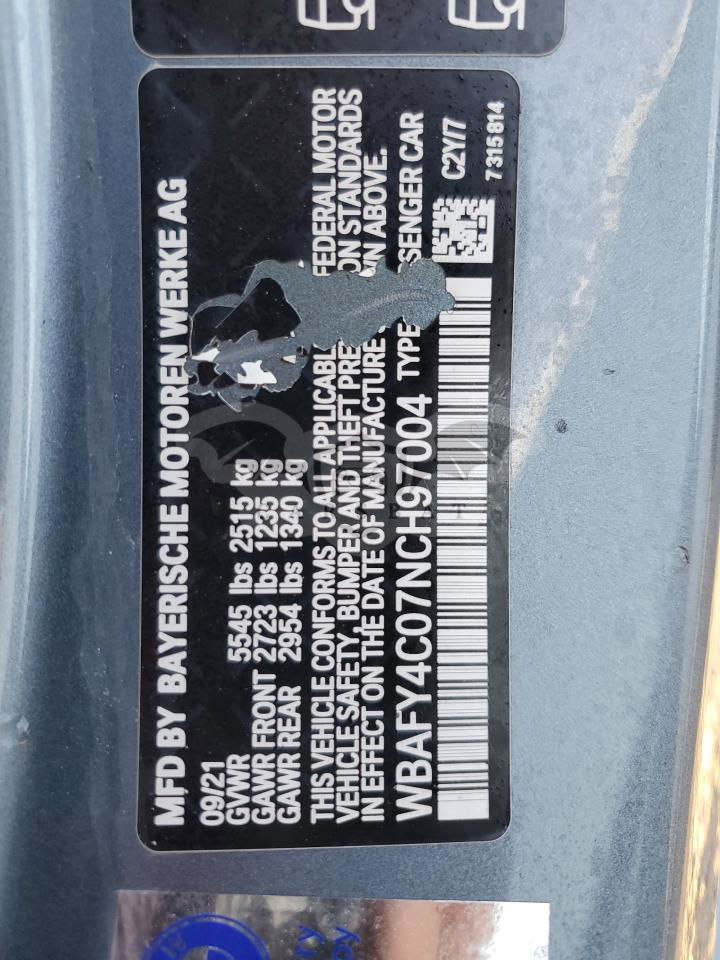 MFD BY BAYERISCHE MOTOREN WERKE AG
09/21
GVWR 5545 lbs 2515 kg
GAWR FRONT 2723 lbs 1235 kg
GAWR REAR 2954 lbs 1340 kg
THIS VEHICLE CONFORMS TO ALL APPLICABL FEDERAL MOTOR
VEHICLE SAFETY, BUMPER AND THEFT PRE ON STANDARDS
IN EFFECT ON THE DATE OF MANUFACTURE WN ABOVE.
WBAFY4C07NCH97004 TYPE SSENGER CAR
C2Y/7
7315814